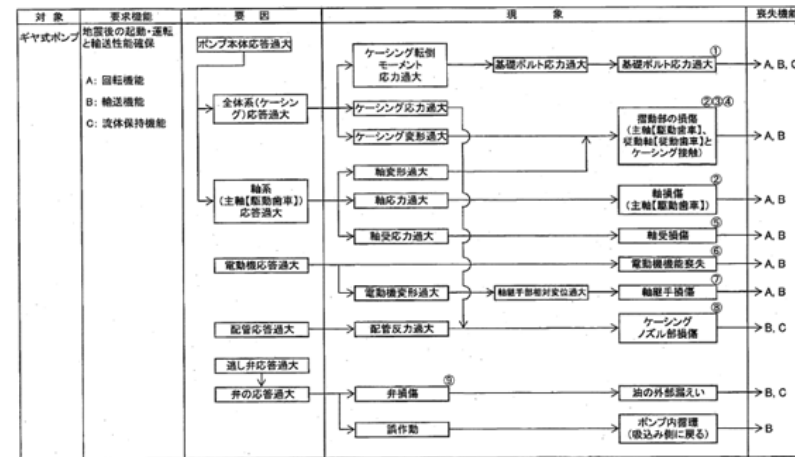 対象
要求機能
要因
現象
喪失機能
ギヤ式ポンプ
地震後の起動・運転
と輸送性能確保
A: 回転機能
B: 輸送機能
C: 流体保持機能
ポンプ本体応答過大
全体系(ケーシン
グ)応答過大
軸系
(主軸【駆動歯車】)
応答過大
電動機応答過大
配管応答過大
逃し弁応答過大
弁の応答過大
ケーシング転倒
モーメント
応力過大
基礎ボルト応力過大
①
基礎ボルト応力過大
A, B, C
ケーシング応力過大
ケーシング変形過大
②③④
摺動部の損傷
(主軸【駆動歯車】、
従動軸【従動歯車】と
ケーシング接触)
A, B
軸変形過大
軸応力過大
②
軸損傷
(主軸【駆動歯車】)
A, B
軸受応力過大
⑤
軸受損傷
A, B
⑥
電動機機能喪失
A, B
電動機変形過大
軸継手部相対変位過大
⑦
軸継手損傷
A, B
配管反力過大
⑧
ケーシング
ノズル部損傷
B, C
⑨
弁損傷
油の外部漏えい
B, C
誤作動
ポンプ内循環
(吸込み側に戻る)
B